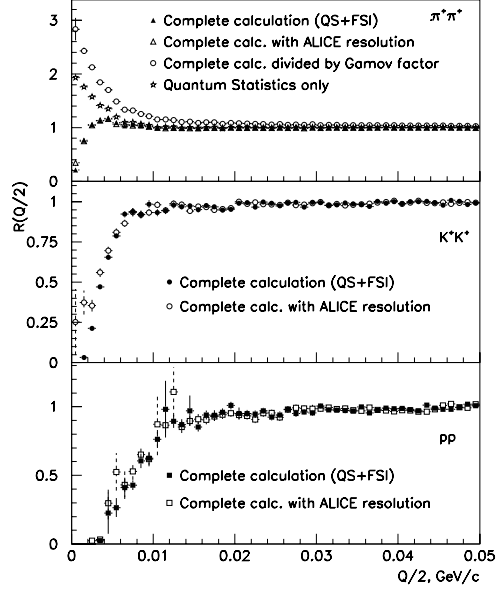 3
2
1
0
π⁺π⁺
Complete calculation (QS+FSI)
Complete calc. with ALICE resolution
Complete calc. divided by Gamov factor
Quantum Statistics only
R(Q/2)
1
0.75
0.5
0.25
0
K⁺K⁺
Complete calculation (QS+FSI)
Complete calc. with ALICE resolution
1
0.5
0
pp
Complete calculation (QS+FSI)
Complete calc. with ALICE resolution
0 0.01 0.02 0.03 0.04 0.05
Q/2, GeV/c